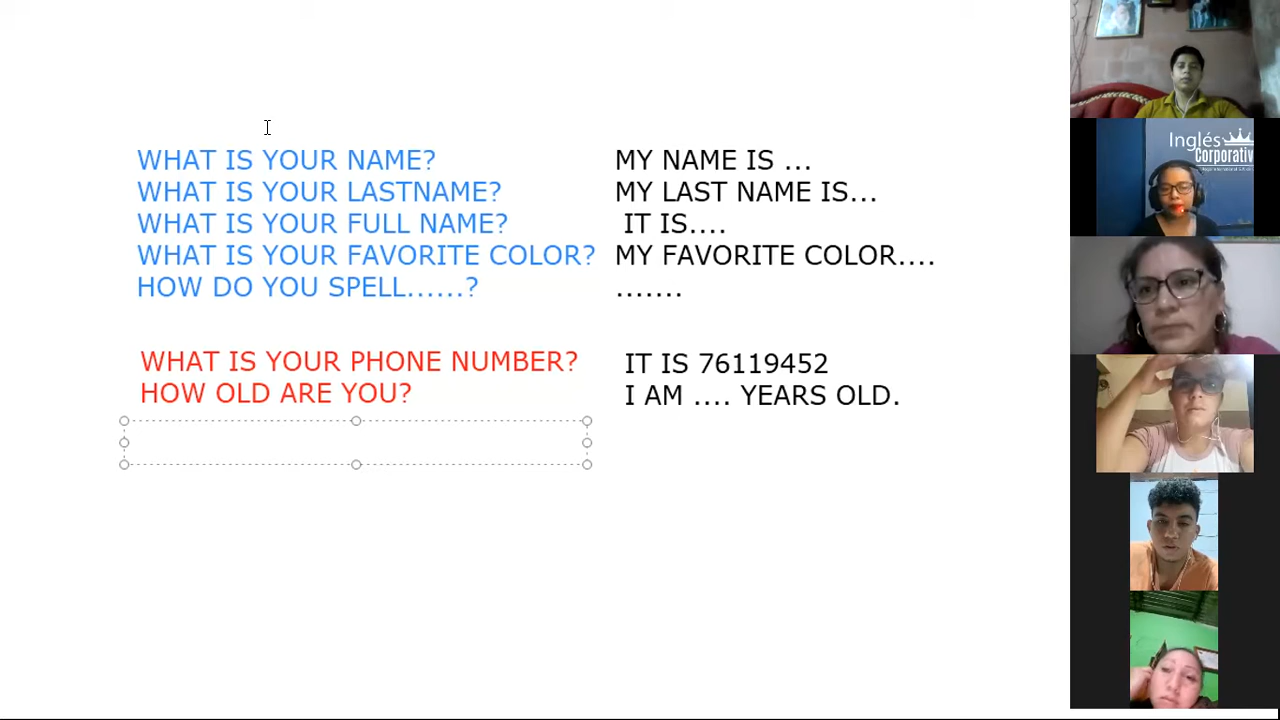 WHAT IS YOUR NAME? MY NAME IS ...
WHAT IS YOUR LASTNAME? MY LAST NAME IS...
WHAT IS YOUR FULL NAME? IT IS....
WHAT IS YOUR FAVORITE COLOR? MY FAVORITE COLOR....
HOW DO YOU SPELL......? .......
WHAT IS YOUR PHONE NUMBER? IT IS 76119452
HOW OLD ARE YOU? I AM .... YEARS OLD.
Inglés
Corporativ